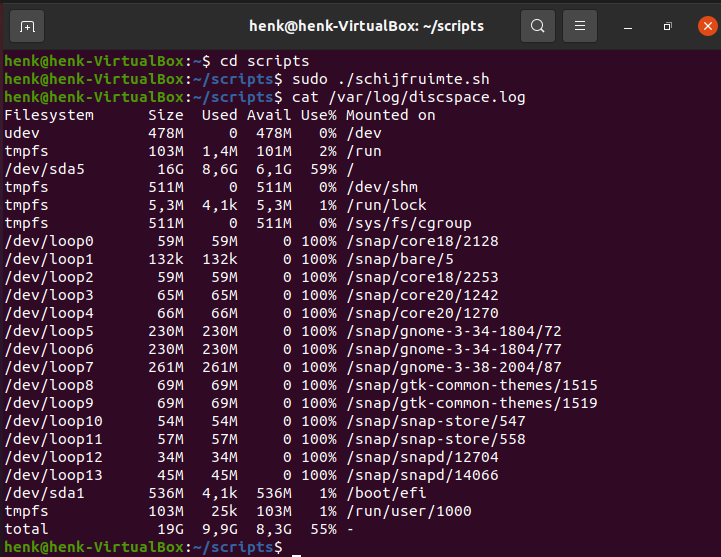 henk@henk-VirtualBox: ~/scripts
henk@henk-VirtualBox:~$ cd scripts
henk@henk-VirtualBox:~/scripts$ sudo ./schijfruimte.sh
henk@henk-VirtualBox:~/scripts$ cat /var/log/discspace.log
Filesystem      Size  Used Avail Use% Mounted on
udev            478M     0  478M   0% /dev
tmpfs           103M  1,4M  101M   2% /run
/dev/sda5        16G  8,6G  6,1G  59% /
tmpfs           511M     0  511M   0% /dev/shm
tmpfs           5,3M  4,1k  5,3M   1% /run/lock
tmpfs           511M     0  511M   0% /sys/fs/cgroup
/dev/loop0       59M   59M     0 100% /snap/core18/2128
/dev/loop1      132k  132k     0 100% /snap/bare/5
/dev/loop2       59M   59M     0 100% /snap/core18/2253
/dev/loop3       65M   65M     0 100% /snap/core20/1242
/dev/loop4       66M   66M     0 100% /snap/core20/1270
/dev/loop5      230M  230M     0 100% /snap/gnome-3-34-1804/72
/dev/loop6      230M  230M     0 100% /snap/gnome-3-34-1804/77
/dev/loop7      261M  261M     0 100% /snap/gnome-3-38-2004/87
/dev/loop8       69M   69M     0 100% /snap/gtk-common-themes/1515
/dev/loop9       69M   69M     0 100% /snap/gtk-common-themes/1519
/dev/loop10      54M   54M     0 100% /snap/snap-store/547
/dev/loop11      57M   57M     0 100% /snap/snap-store/558
/dev/loop12      34M   34M     0 100% /snap/snapd/12704
/dev/loop13      45M   45M     0 100% /snap/snapd/14066
/dev/sda1       536M  4,1k  536M   1% /boot/efi
tmpfs           103M   25k  103M   1% /run/user/1000
total            19G  9,9G  8,3G  55% -
henk@henk-VirtualBox:~/scripts$